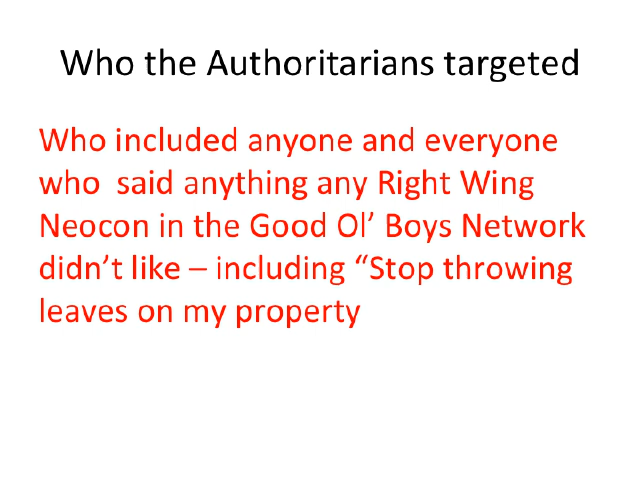 Who the Authoritarians targeted
Who included anyone and everyone
who  said anything any Right Wing
Neocon in the Good Ol’ Boys Network
didn’t like – including “Stop throwing
leaves on my property